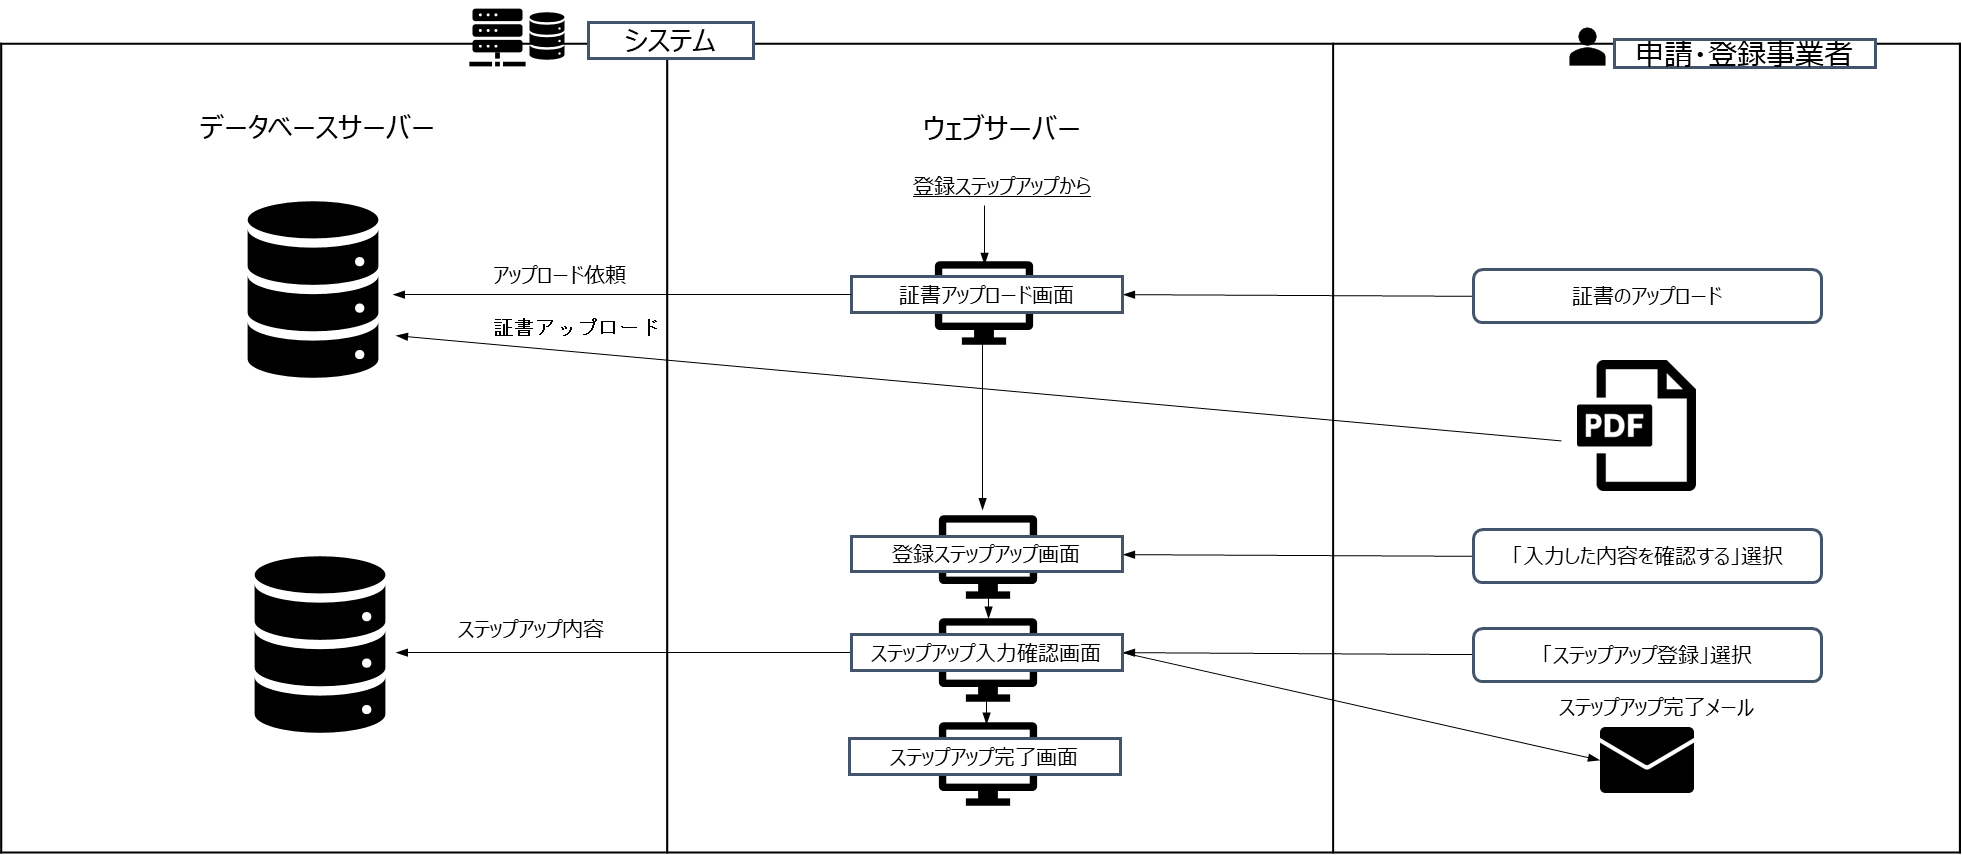 システム
申請・登録事業者
データベースサーバー
ウェブサーバー
登録ステップアップから
アップロード依頼
証書アップロード画面
証書のアップロード
証書アップロード
PDF
登録ステップアップ画面
「入力した内容を確認する」選択
ステップアップ内容
ステップアップ入力確認画面
「ステップアップ登録」選択
ステップアップ完了メール
ステップアップ完了画面